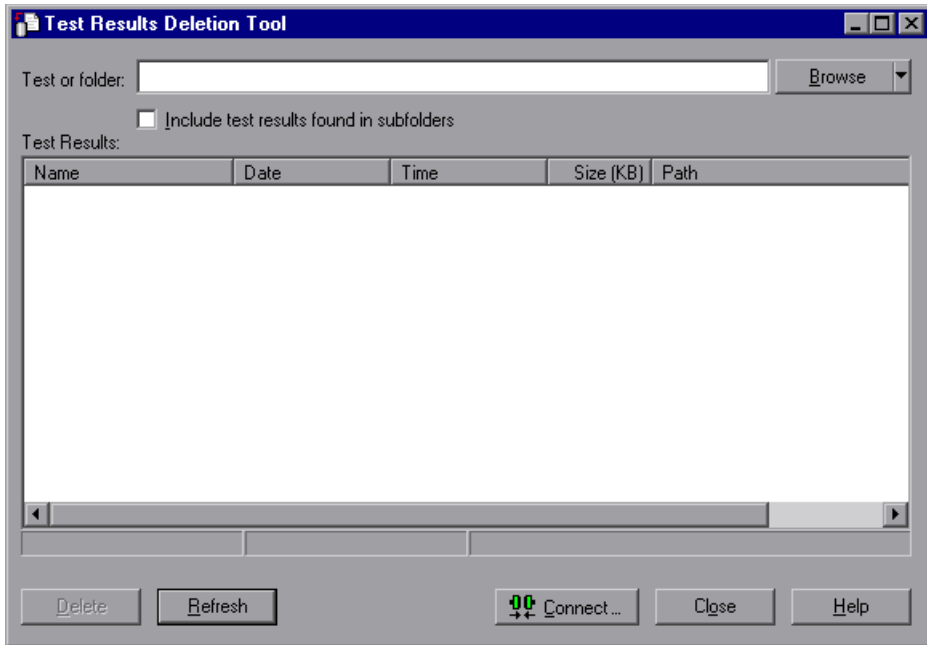 Test Results Deletion Tool
Test or folder: Browse
Include test results found in subfolders
Test Results:
Name Date Time Size (KB) Path
Delete Refresh Connect... Close Help